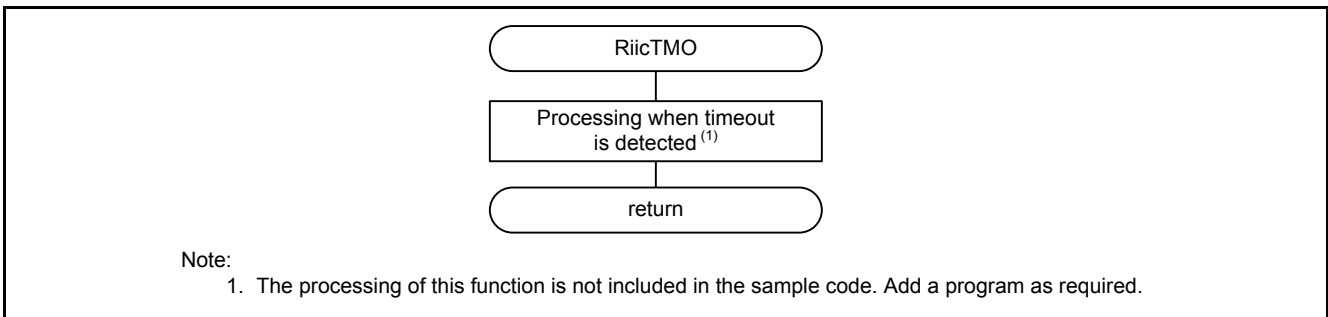 RiicTMO
Processing when timeout
is detected (1)
return
Note:
1. The processing of this function is not included in the sample code. Add a program as required.